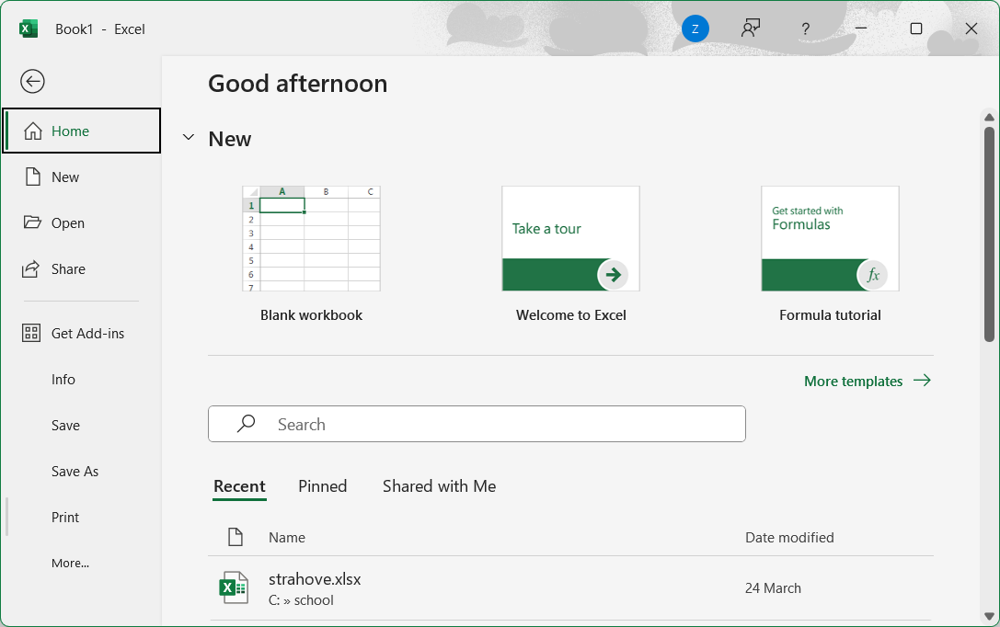 Book1 - Excel
Z
?
Good afternoon
Home
New
New
Open
Share
Get Add-ins
Info
Save
Save As
Print
More...
A B C
1
2
3
4
5
6
7
Blank workbook
Take a tour
Welcome to Excel
Get started with
Formulas
fx
Formula tutorial
More templates
Search
Recent Pinned Shared with Me
Name Date modified
X
strahove.xlsx
C: » school
24 March